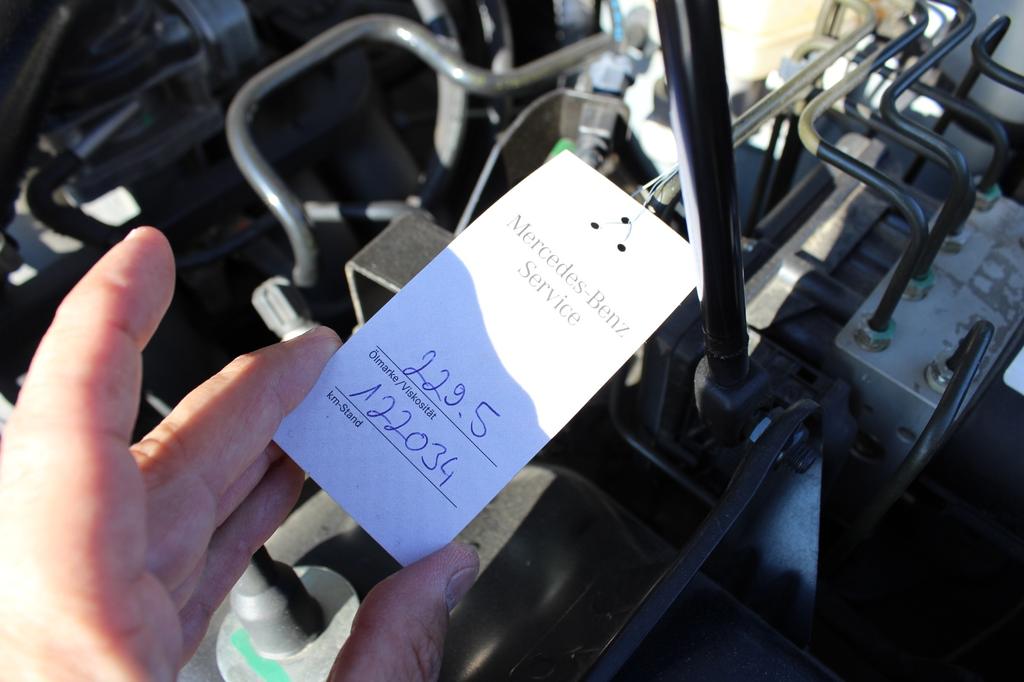 Mercedes-Benz
Service
229.5
Ölmarke/Viskosität
122034
km-Stand